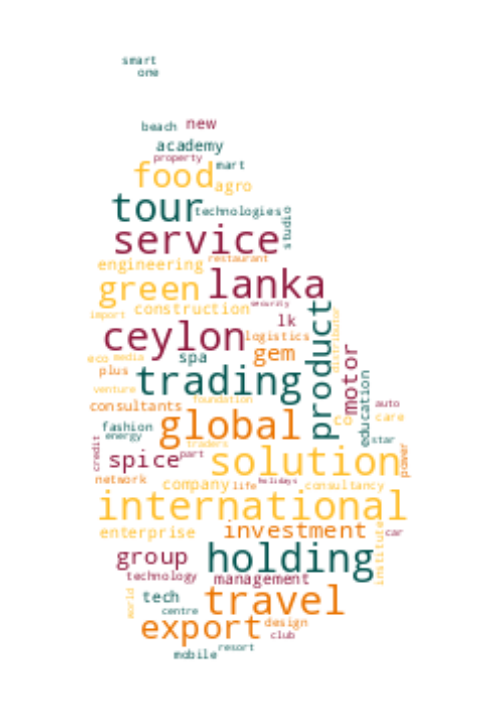 smart
one
beach new
academy
property mart
food agro
tour technologies studio
service
engineering restaurant
green lanka
construction security
import lk
ceylon logistics product distributor
eco media spa gem motor
plus trading education
venture foundation
consultants auto
global co care
fashion
energy traders star
credit spice part solution power
network company life holidays consultancy
international
enterprise investment car
institute
group holding
technology management
world tech travel
centre
export design
club
mobile resort